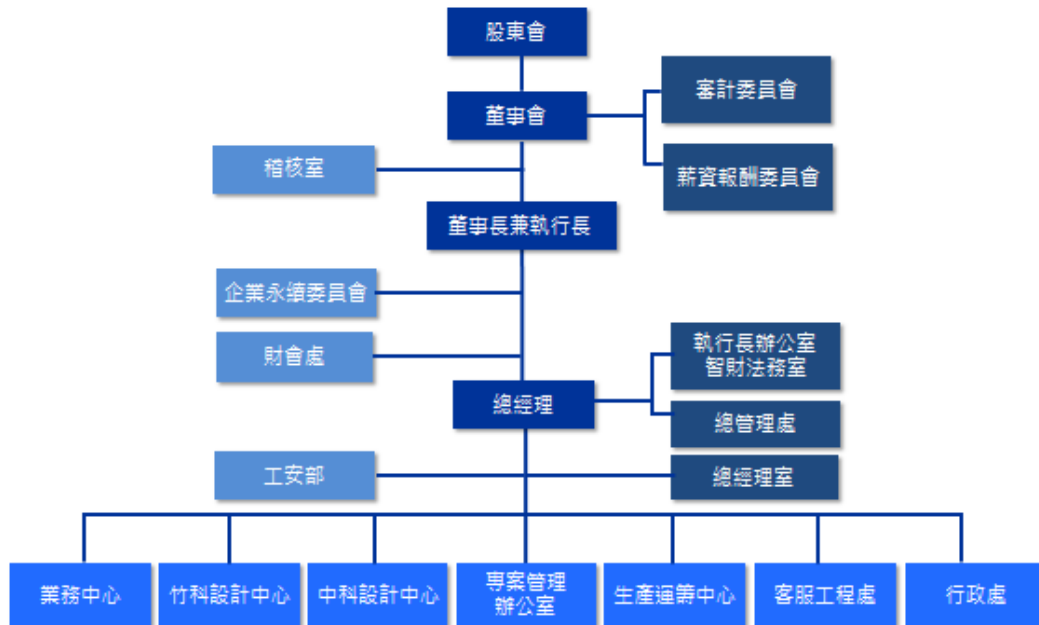 股東會
董事會
審計委員會
稽核室
薪資報酬委員會
董事長兼執行長
企業永續委員會
財會處
執行長辦公室
智財法務室
總經理
總管理處
工安部
總經理室
業務中心
竹科設計中心
中科設計中心
專案管理
辦公室
生產運籌中心
客服工程處
行政處